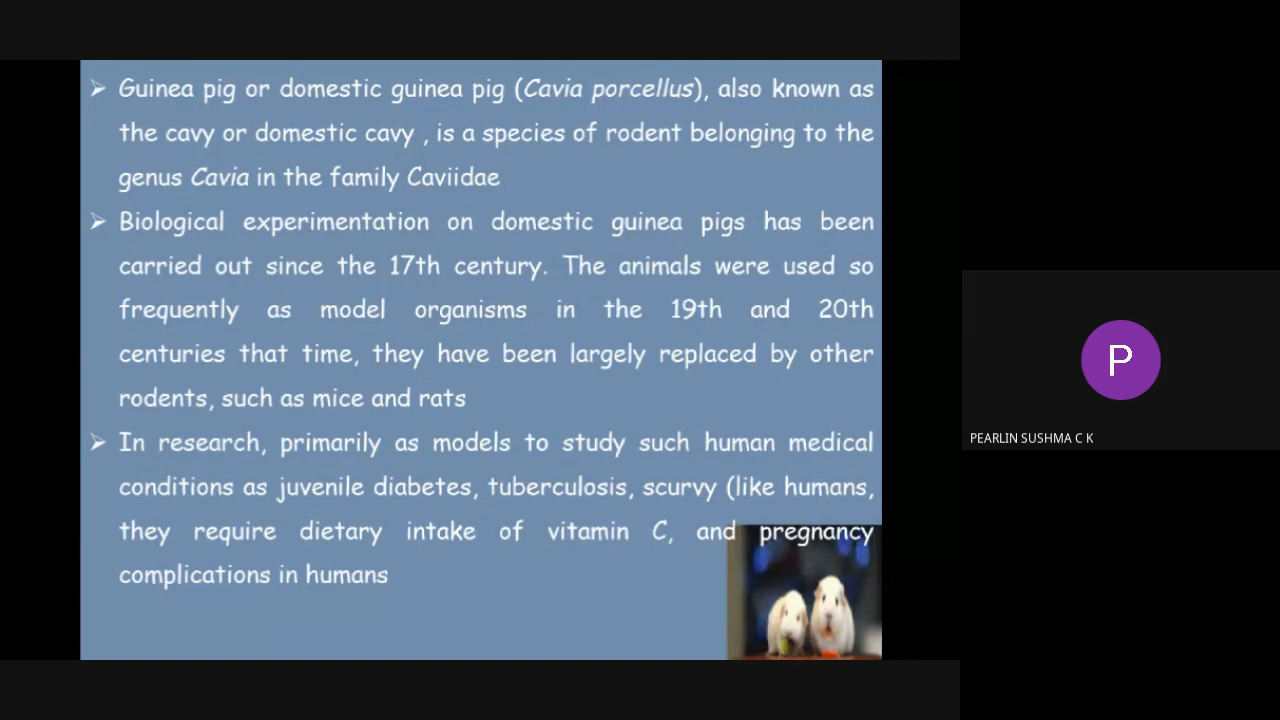 ➢ Guinea pig or domestic guinea pig (Cavia porcellus), also known as
the cavy or domestic cavy , is a species of rodent belonging to the
genus Cavia in the family Caviidae
➢ Biological experimentation on domestic guinea pigs has been
carried out since the 17th century. The animals were used so
frequently as model organisms in the 19th and 20th
centuries that time, they have been largely replaced by other
rodents, such as mice and rats
➢ In research, primarily as models to study such human medical
conditions as juvenile diabetes, tuberculosis, scurvy (like humans,
they require dietary intake of vitamin C, and pregnancy
complications in humans
P
PEARLIN SUSHMA C K